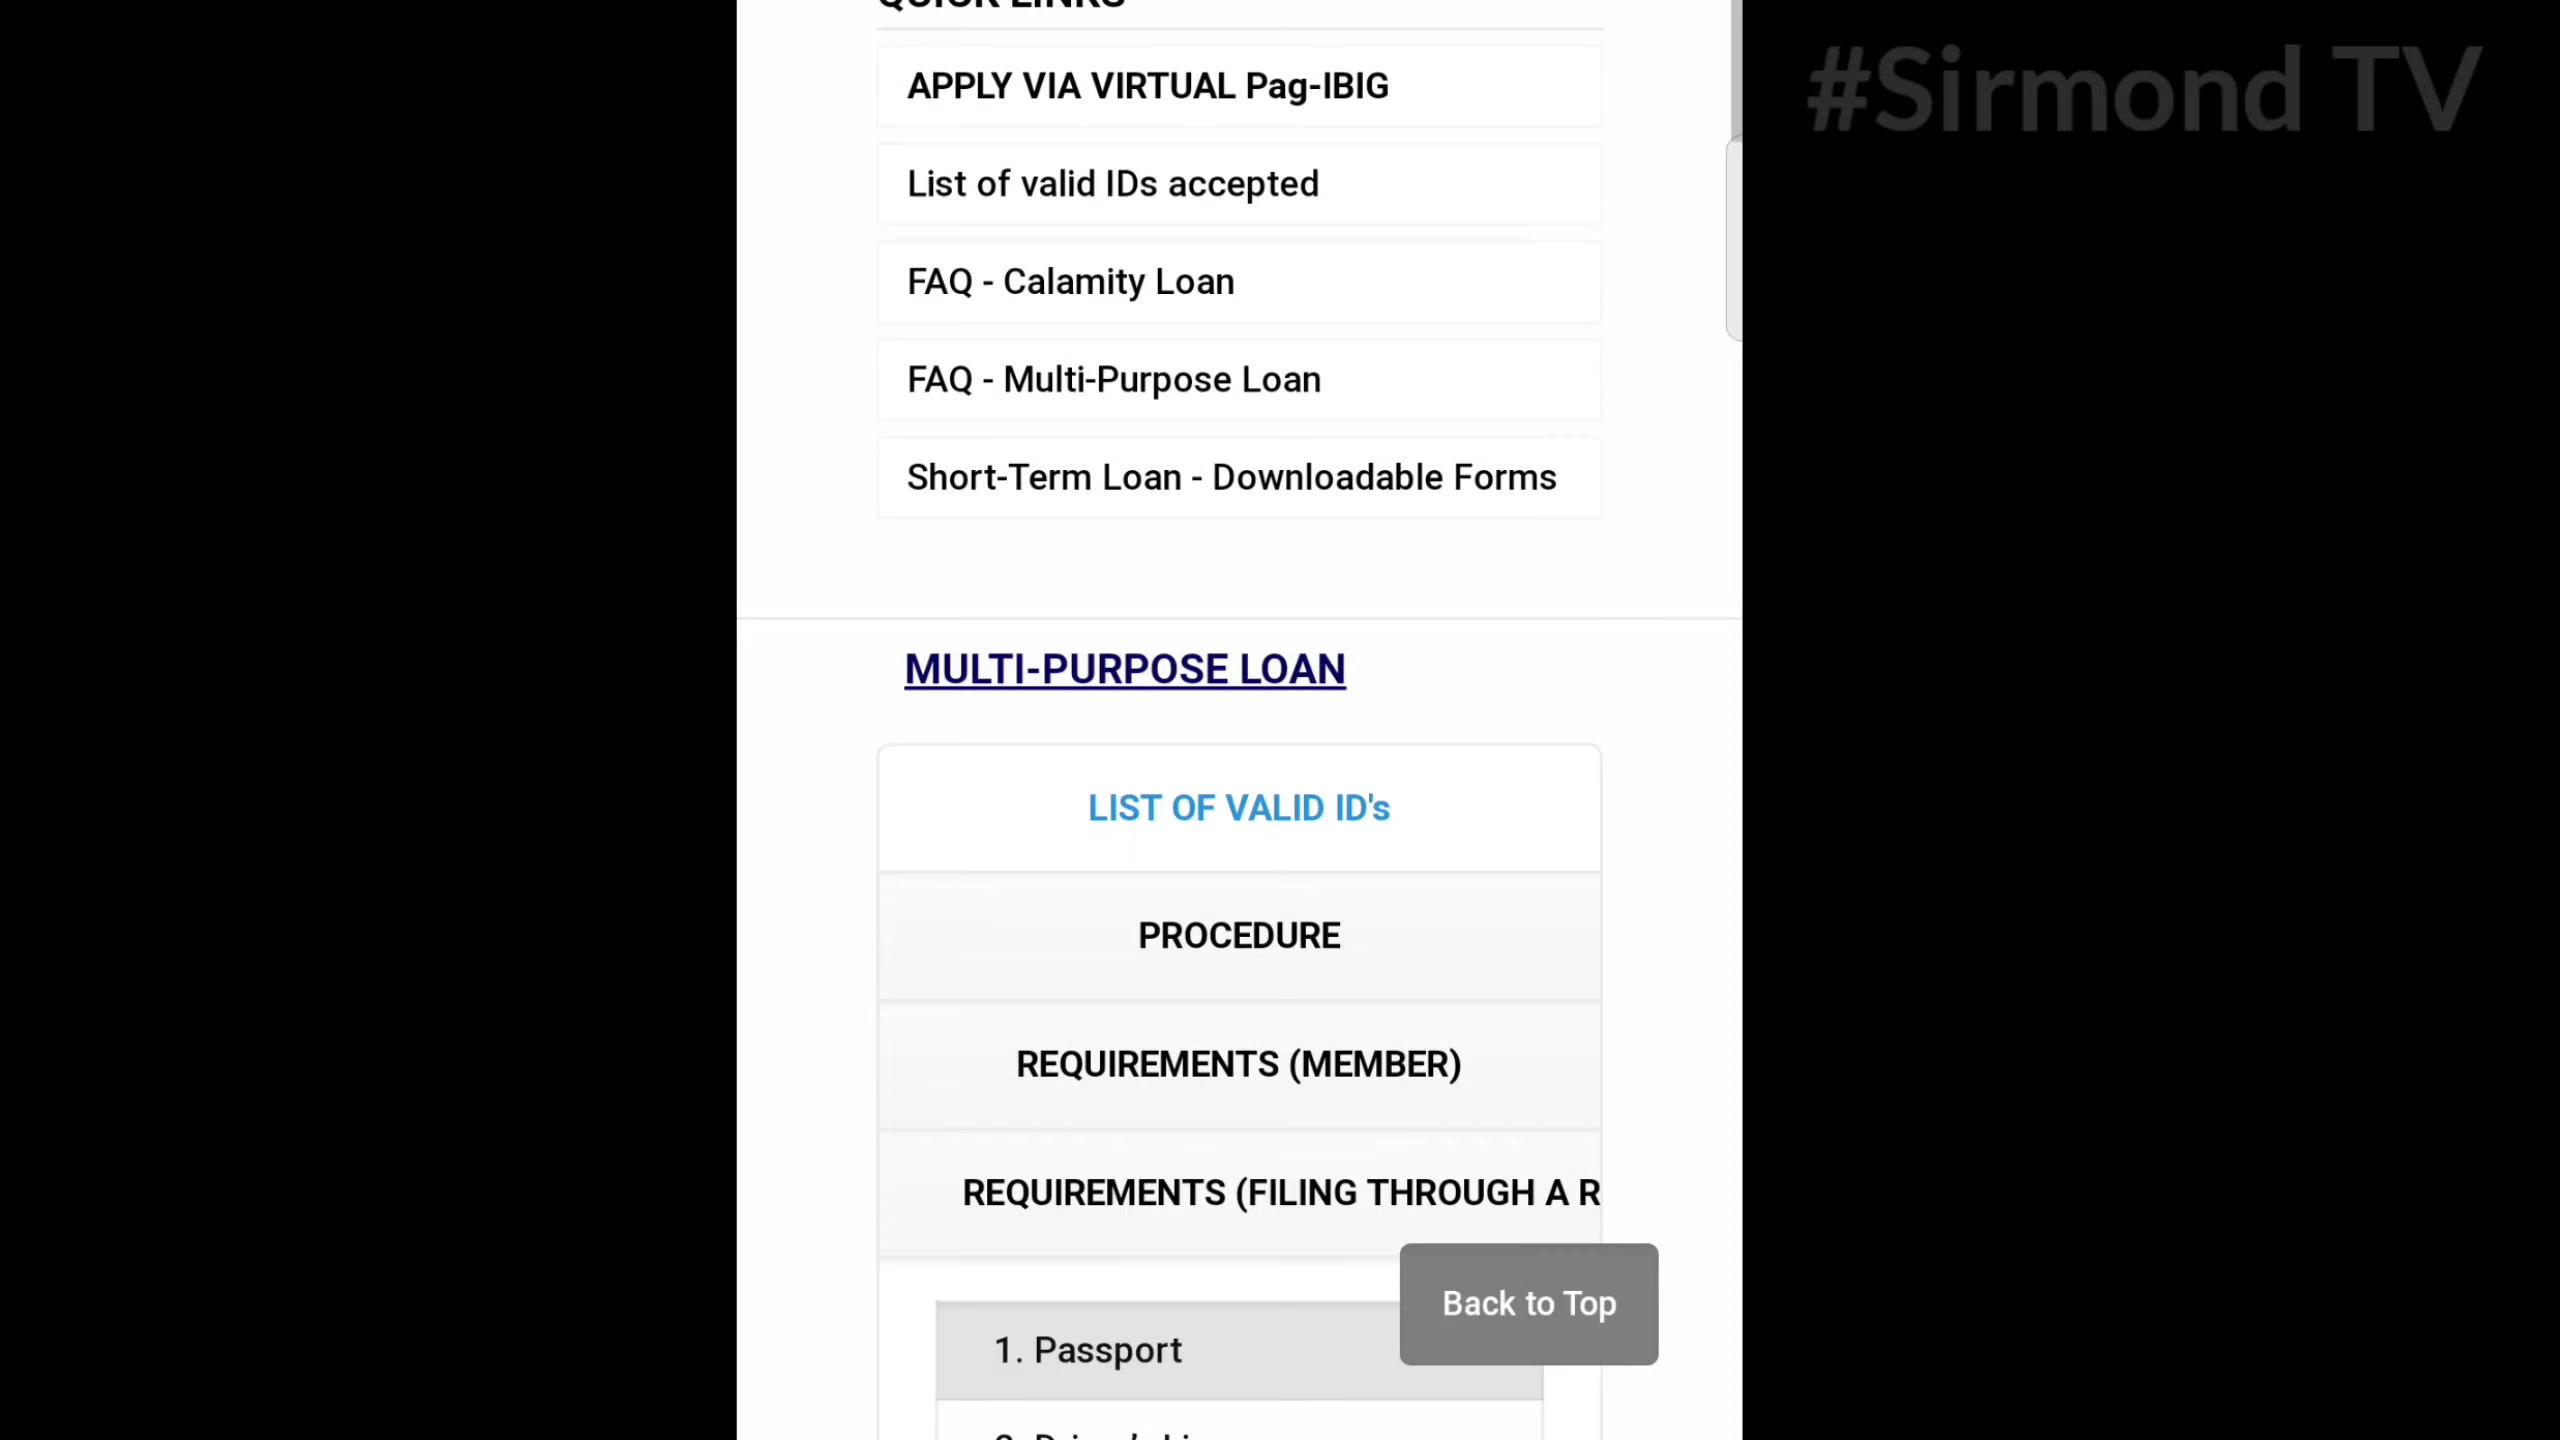 QUICK LINKS
#Sirmond TV
APPLY VIA VIRTUAL Pag-IBIG
List of valid IDs accepted
FAQ - Calamity Loan
FAQ - Multi-Purpose Loan
Short-Term Loan - Downloadable Forms
MULTI-PURPOSE LOAN
LIST OF VALID ID's
PROCEDURE
REQUIREMENTS (MEMBER)
REQUIREMENTS (FILING THROUGH A R
Back to Top
1. Passport